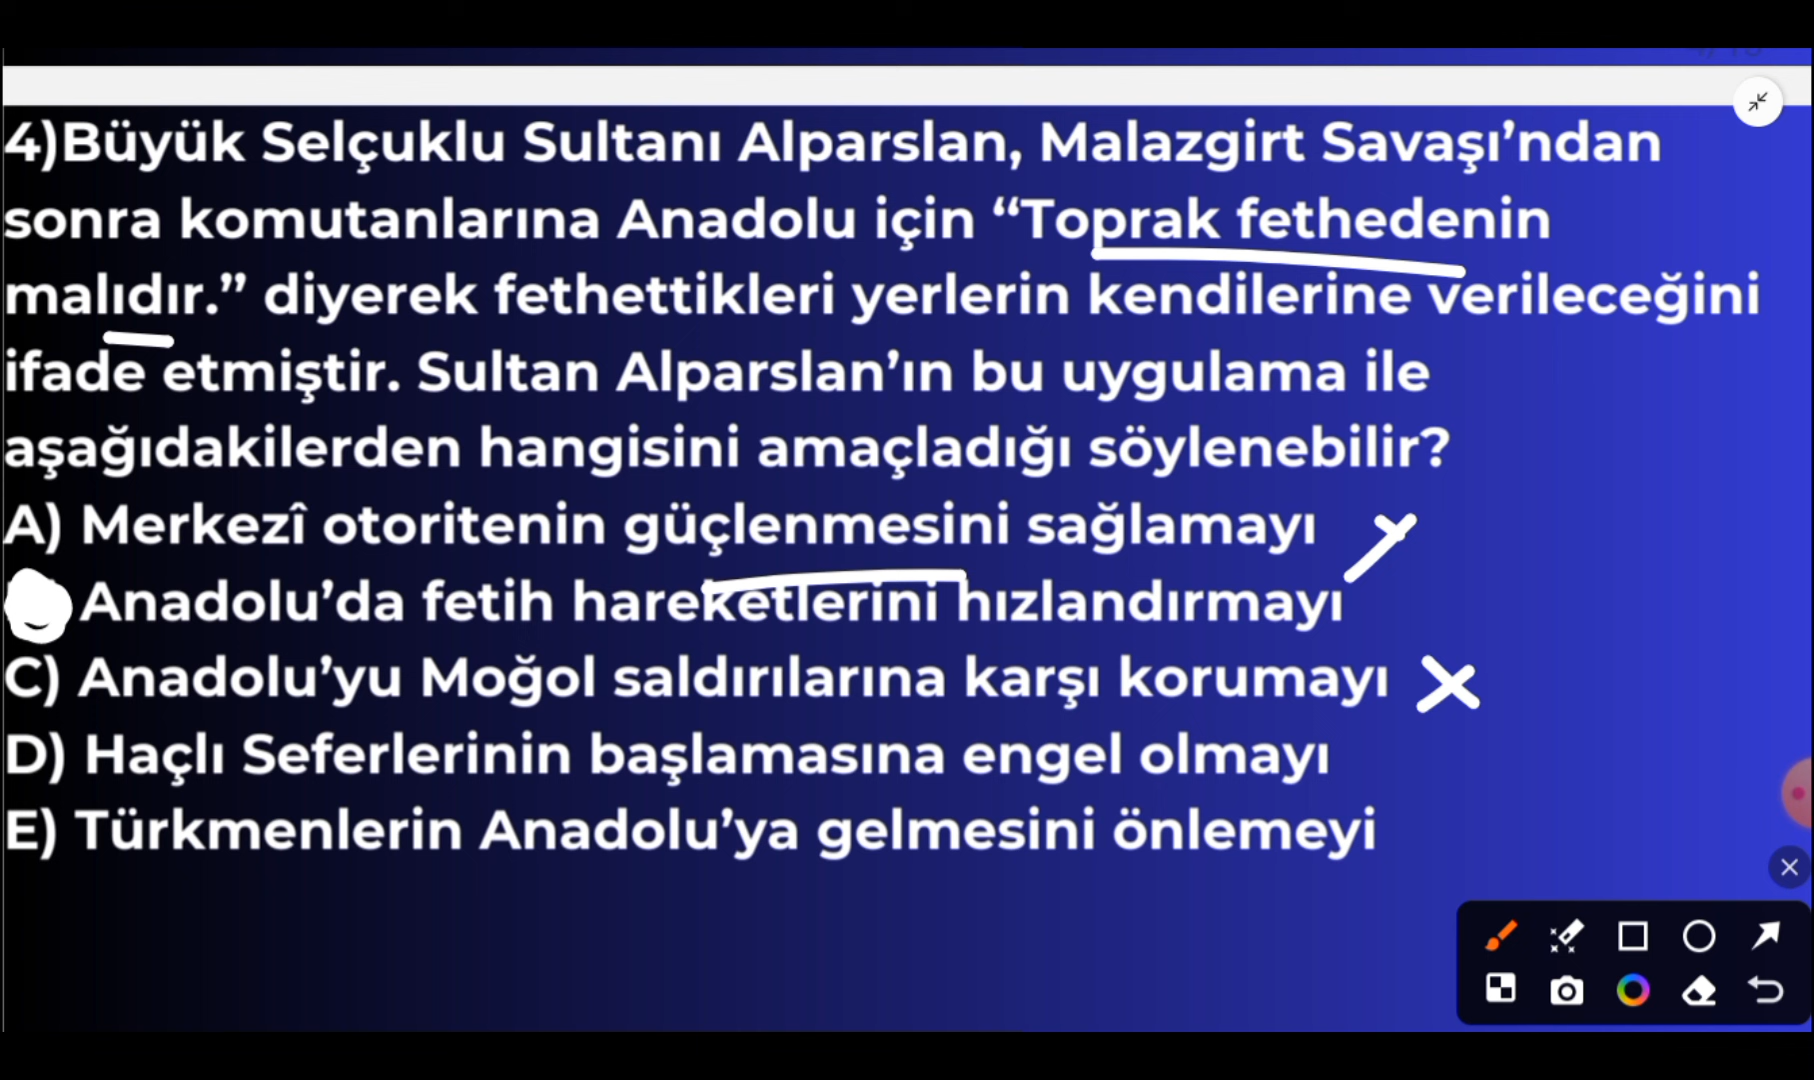 4)Büyük Selçuklu Sultanı Alparslan, Malazgirt Savaşı’ndan
sonra komutanlarına Anadolu için “Toprak fethedenin
malıdır.” diyerek fethettikleri yerlerin kendilerine verileceğini
ifade etmiştir. Sultan Alparslan’ın bu uygulama ile
aşağıdakilerden hangisini amaçladığı söylenebilir?
A) Merkezî otoritenin güçlenmesini sağlamayı
Anadolu’da fetih hareketlerini hızlandırmayı
C) Anadolu’yu Moğol saldırılarına karşı korumayı
D) Haçlı Seferlerinin başlamasına engel olmayı
E) Türkmenlerin Anadolu’ya gelmesini önlemeyi